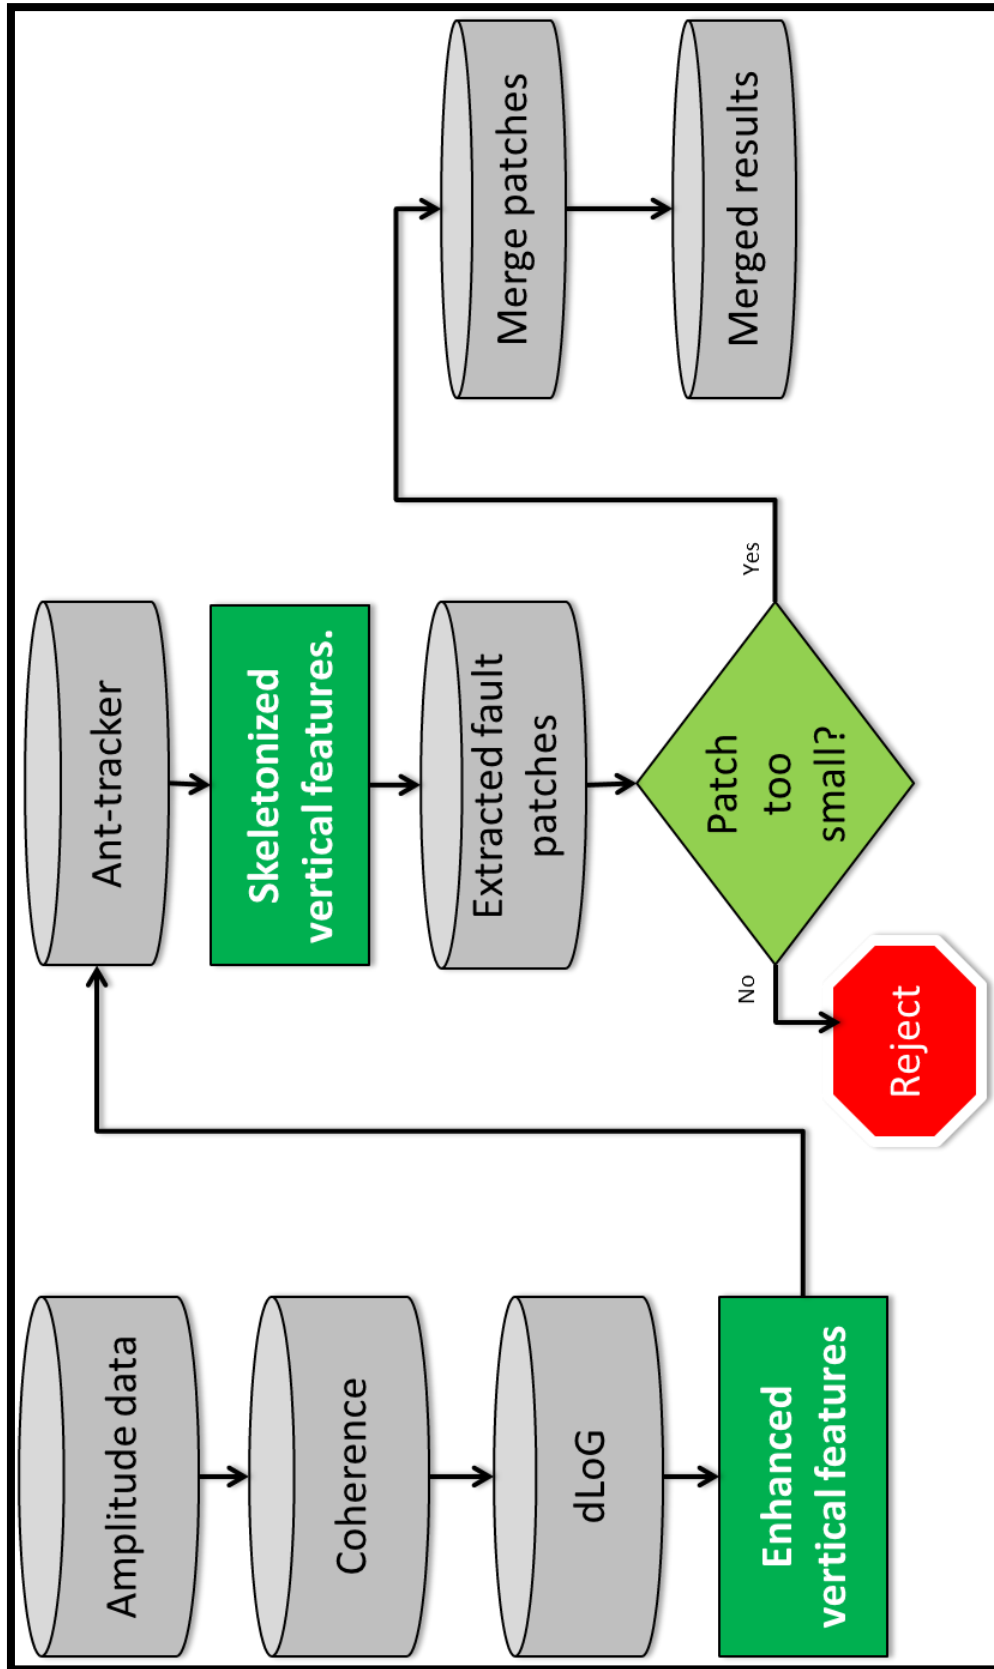 Amplitude data
Coherence
dLoG
Enhanced
vertical features
Ant-tracker
Skeletonized
vertical features.
Extracted fault
patches
Patch
too
small?
No
Yes
Reject
Merge patches
Merged results